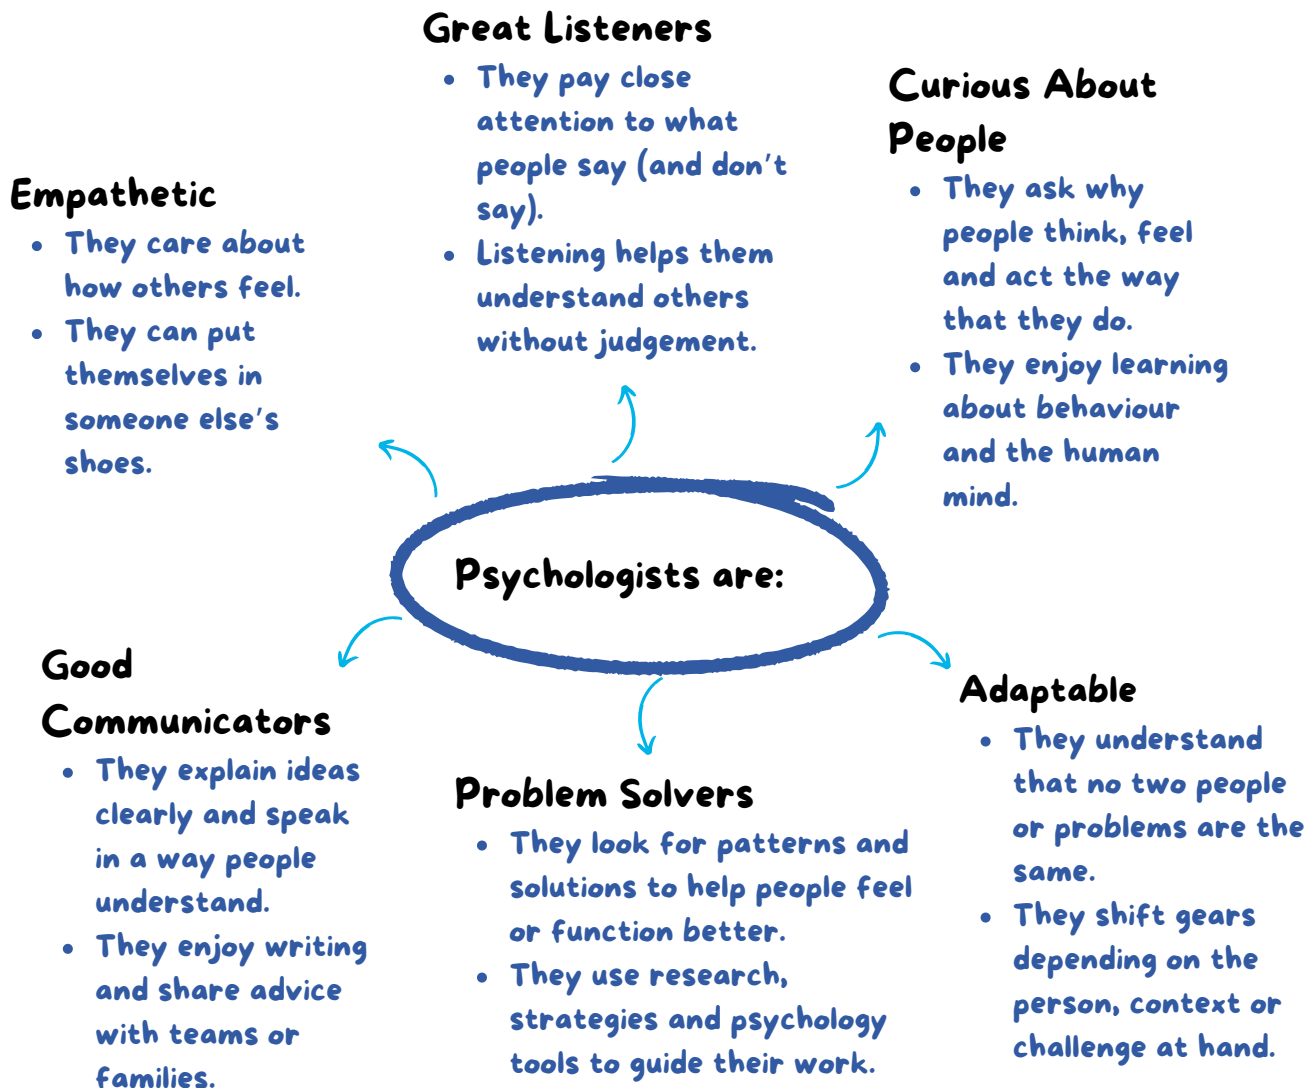 Great Listeners
• They pay close
attention to what
people say (and don't
say).
• Listening helps them
understand others
without judgement.
Curious About
People
• They ask why
people think, feel
and act the way
that they do.
• They enjoy learning
about behaviour
and the human
mind.
Empathetic
• They care about
how others feel.
• They can put
themselves in
someone else's
shoes.
Psychologists are:
Good
Communicators
• They explain ideas
clearly and speak
in a way people
understand.
• They enjoy writing
and share advice
with teams or
families.
Problem Solvers
• They look for patterns and
solutions to help people feel
or function better.
• They use research,
strategies and psychology
tools to guide their work.
Adaptable
• They understand
that no two people
or problems are the
same.
• They shift gears
depending on the
person, context or
challenge at hand.